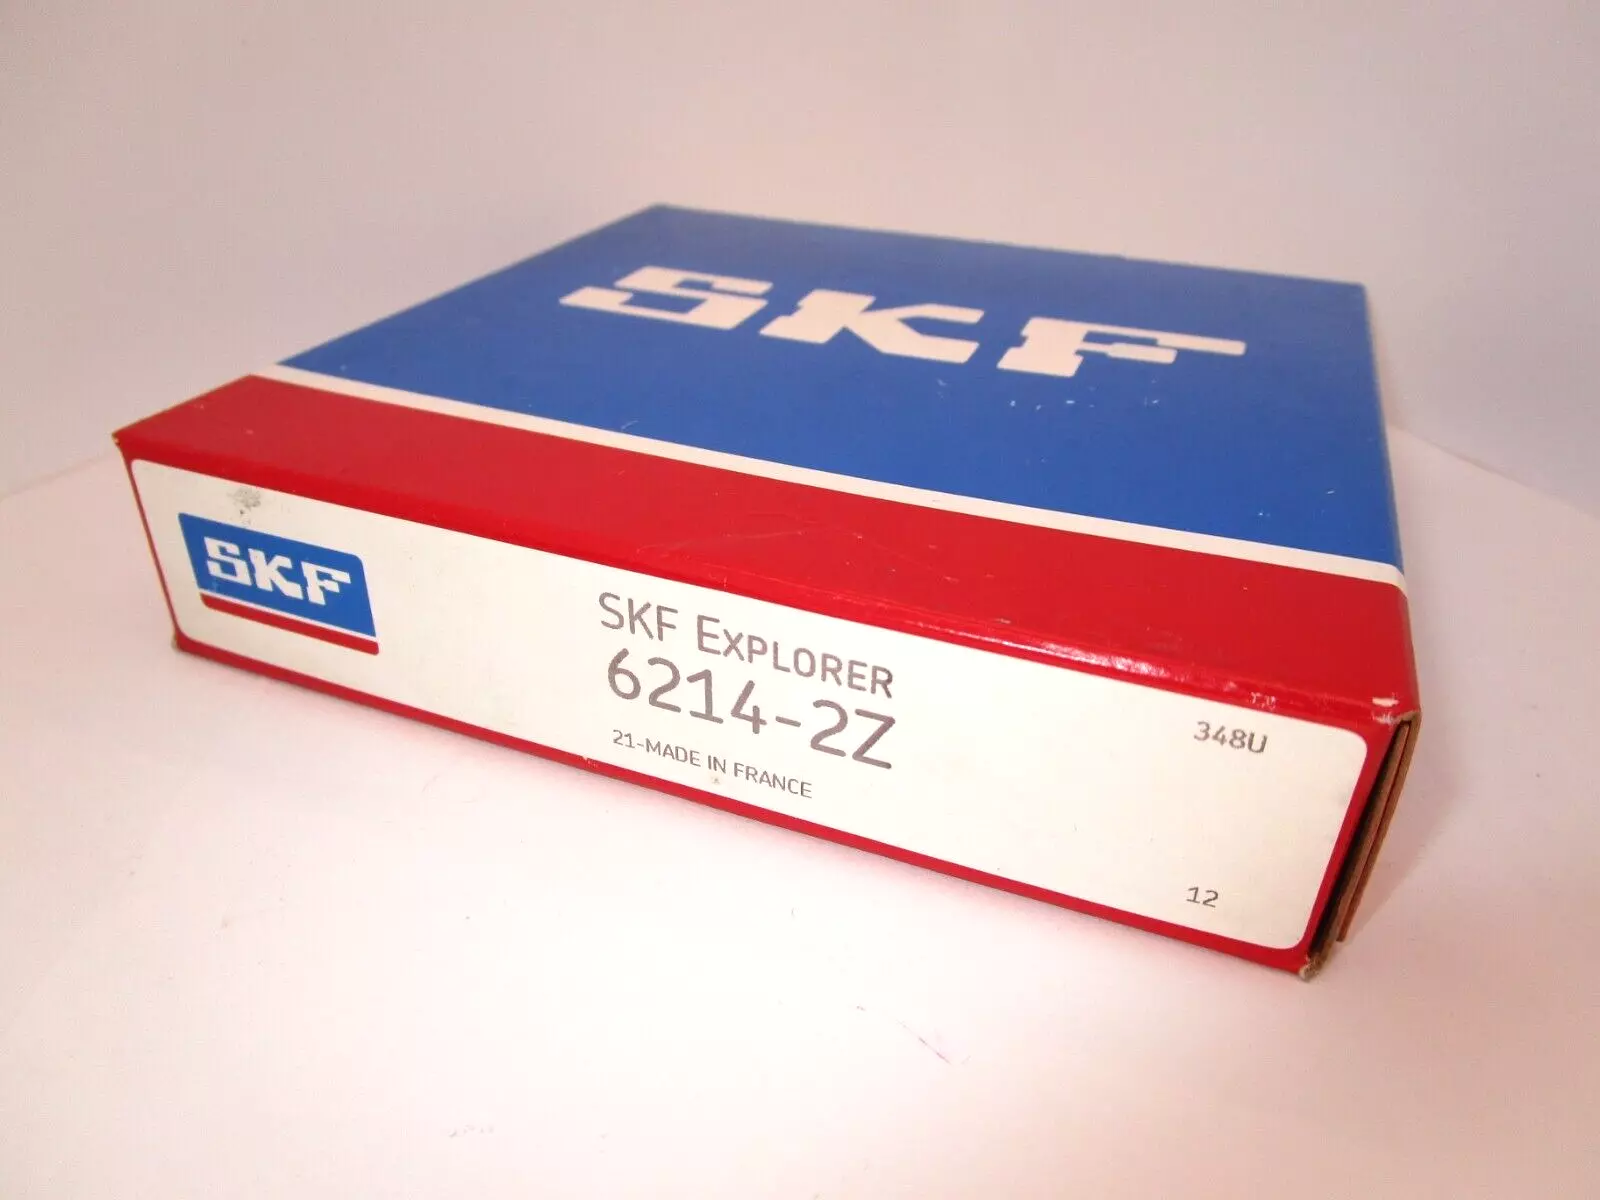 SKF
SKF
SKF EXPLORER
6214-2Z
21-MADE IN FRANCE
348U
12